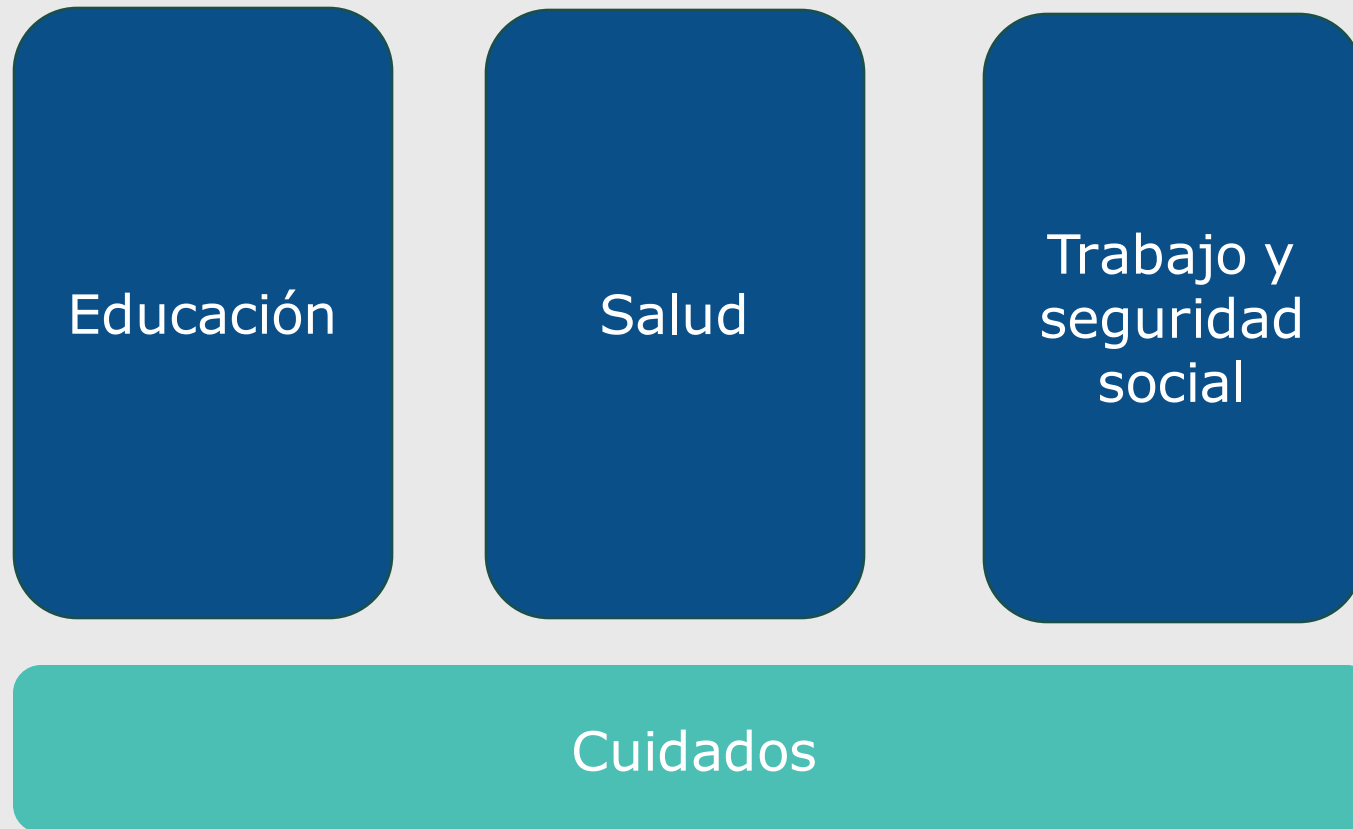 Educación
Salud
Trabajo y
seguridad
social
Cuidados